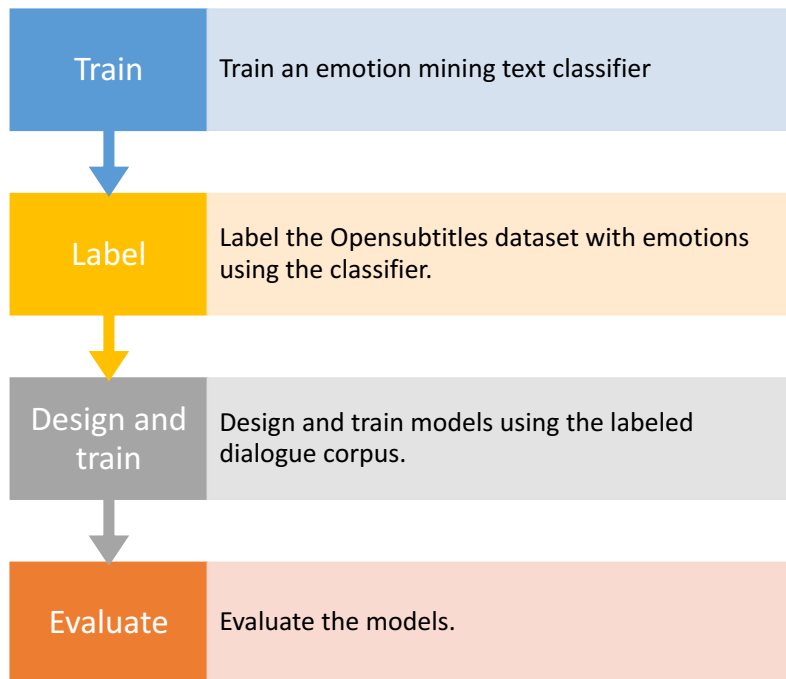 Train
Train an emotion mining text classifier
Label
Label the Opensubtitles dataset with emotions
using the classifier.
Design and
train
Design and train models using the labeled
dialogue corpus.
Evaluate
Evaluate the models.